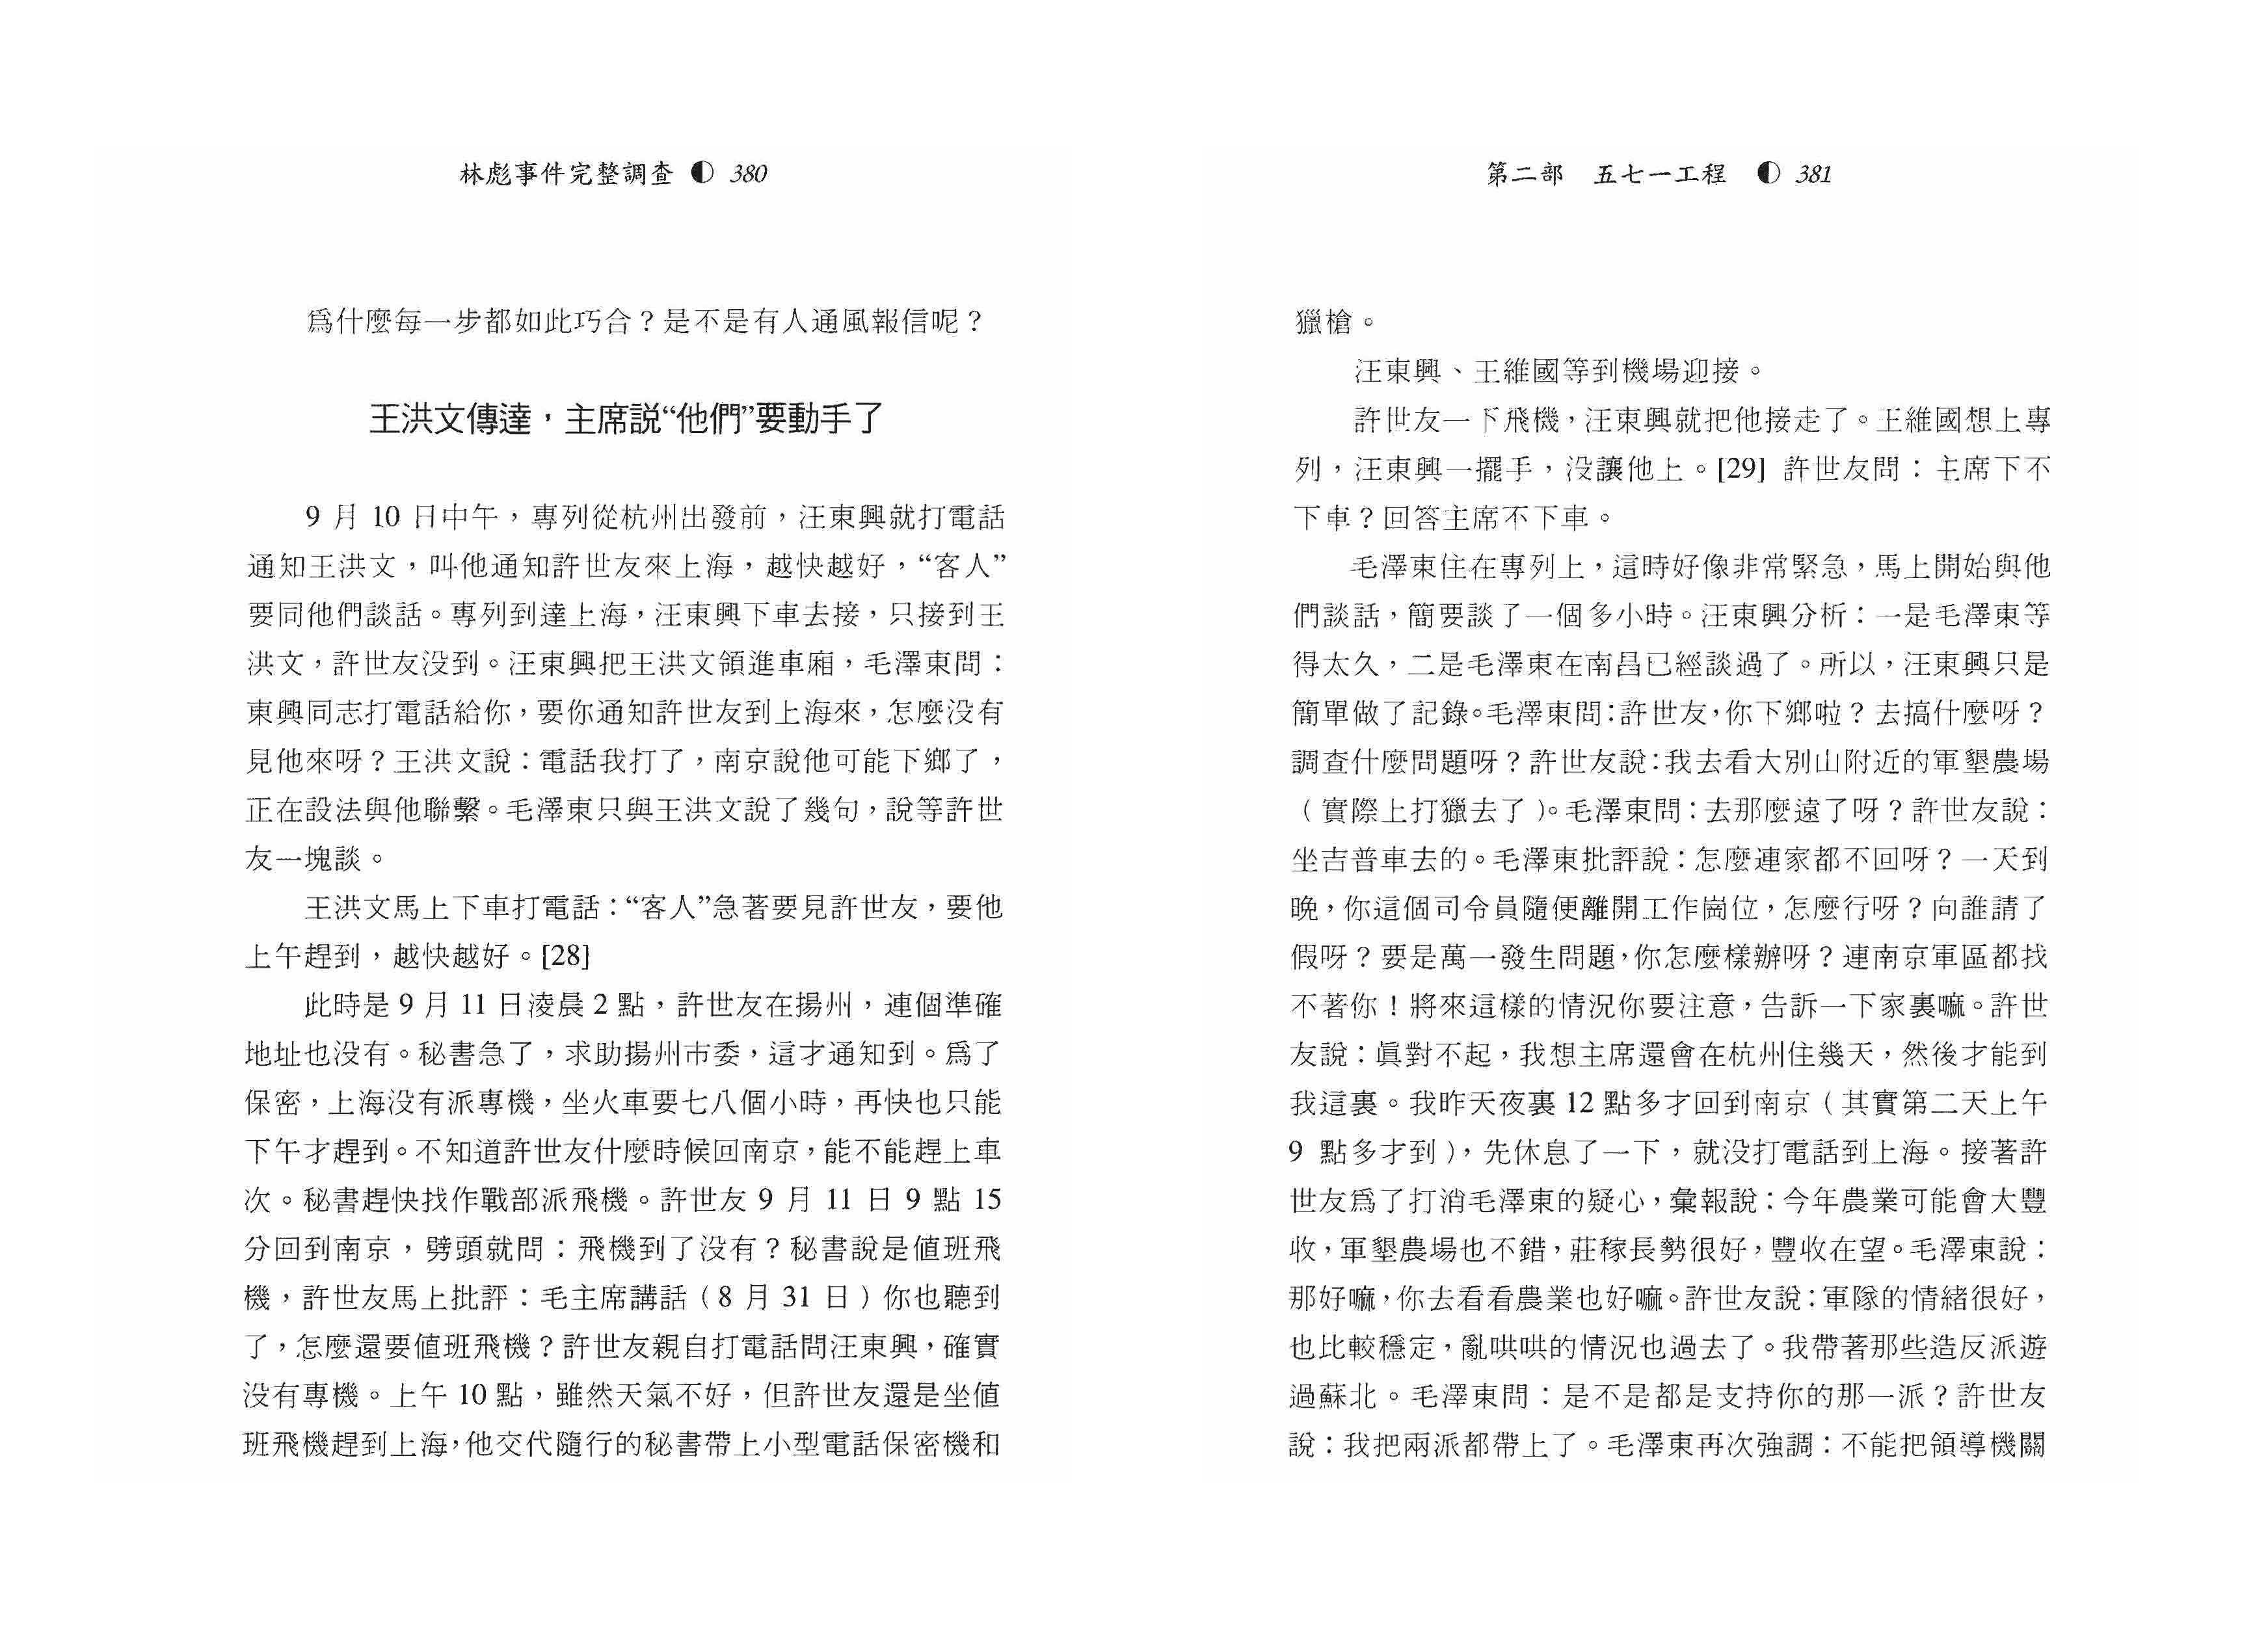 林彪事件完整調查 ◐ 380
爲什麼每一步都如此巧合？是不是有人通風報信呢？
王洪文傳達，主席説“他們”要動手了
9 月 10 日中午，專列從杭州出發前，汪東興就打電話
通知王洪文，叫他通知許世友來上海，越快越好，“客人”
要同他們談話。專列到達上海，汪東興下車去接，只接到王
洪文，許世友没到。汪東興把王洪文領進車廂，毛澤東問：
東興同志打電話給你，要你通知許世友到上海來，怎麼没有
見他來呀？王洪文説：電話我打了，南京説他可能下鄉了，
正在設法與他聯繫。毛澤東只與王洪文説了幾句，説等許世
友一塊談。
王洪文馬上下車打電話：“客人”急著要見許世友，要他
上午趕到，越快越好。[28]
此時是 9 月 11 日淩晨 2 點，許世友在揚州，連個準確
地址也没有。秘書急了，求助揚州市委，這才通知到。爲了
保密，上海没有派專機，坐火車要七八個小時，再快也只能
下午才趕到。不知道許世友什麼時候回南京，能不能趕上車
次。秘書趕快找作戰部派飛機。許世友 9 月 11 日 9 點 15
分回到南京，劈頭就問：飛機到了没有？秘書説是值班飛
機，許世友馬上批評：毛主席講話（8 月 31 日）你也聽到
了，怎麼還要值班飛機？許世友親自打電話問汪東興，確實
没有專機。上午 10 點，雖然天氣不好，但許世友還是坐值
班飛機趕到上海，他交代隨行的秘書帶上小型電話保密機和
第二部　五七一工程 ◐ 381
獵槍。
汪東興、王維國等到機場迎接。
許世友一下飛機，汪東興就把他接走了。王維國想上專
列，汪東興一擺手，没讓他上。[29] 許世友問：主席下不
下車？回答主席不下車。
毛澤東住在專列上，這時好像非常緊急，馬上開始與他
們談話，簡要談了一個多小時。汪東興分析：一是毛澤東等
得太久，二是毛澤東在南昌已經談過了。所以，汪東興只是
簡單做了記錄。毛澤東問：許世友，你下鄉啦？去搞什麼呀？
調查什麼問題呀？許世友説：我去看大別山附近的軍墾農場
（實際上打獵去了）。毛澤東問：去那麼遠了呀？許世友説：
坐吉普車去的。毛澤東批評説：怎麼連家都不回呀？一天到
晚，你這個司令員隨便離開工作崗位，怎麼行呀？向誰請了
假呀？要是萬一發生問題，你怎麼樣辦呀？連南京軍區都找
不著你！將來這樣的情況你要注意，告訴一下家裏嘛。許世
友説：眞對不起，我想主席還會在杭州住幾天，然後才能到
我這裏。我昨天夜裏 12 點多才回到南京（其實第二天上午
9 點多才到），先休息了一下，就没打電話到上海。接著許
世友爲了打消毛澤東的疑心，彙報説：今年農業可能會大豐
收，軍墾農場也不錯，莊稼長勢很好，豐收在望。毛澤東説：
那好嘛，你去看看農業也好嘛。許世友説：軍隊的情緒很好，
也比較穩定，亂哄哄的情況也過去了。我帶著那些造反派遊
過蘇北。毛澤東問：是不是都是支持你的那一派？許世友
説：我把兩派都帶上了。毛澤東再次強調：不能把領導機關